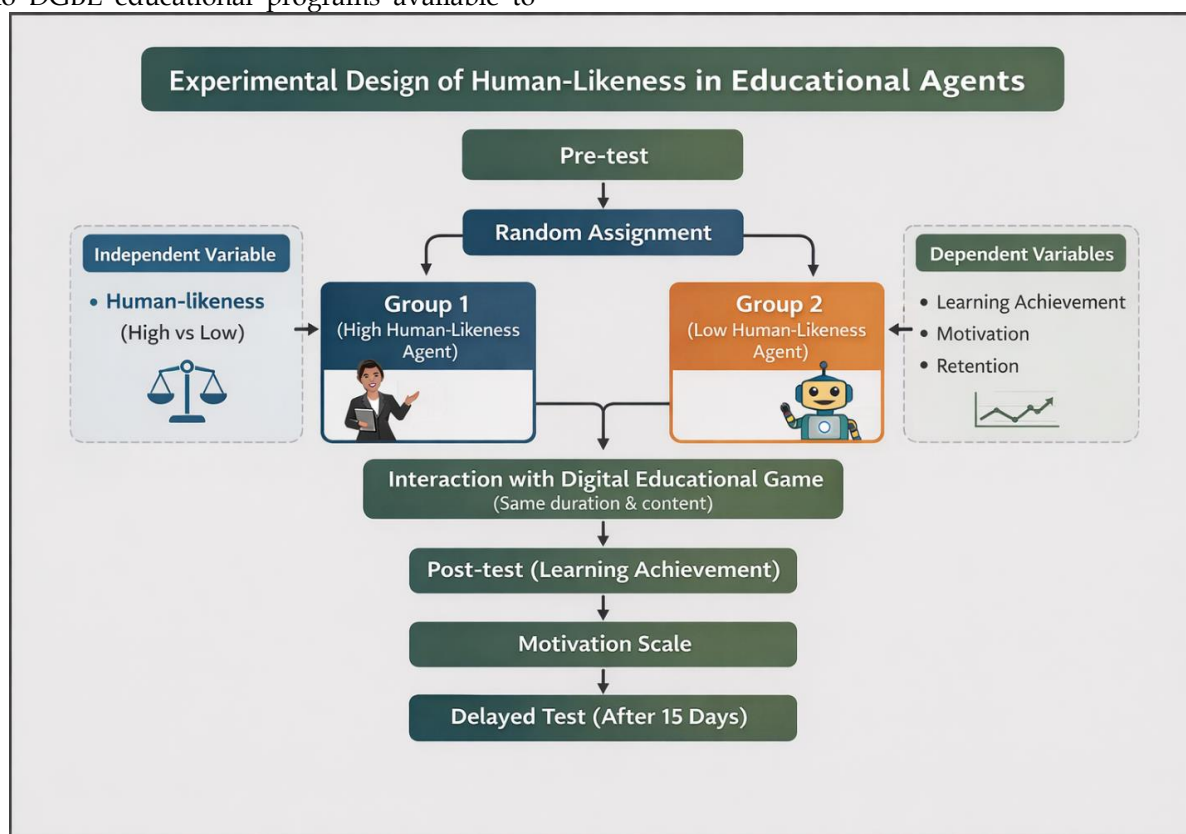 DGBL educational programs available to
Experimental Design of Human-Likeness in Educational Agents
Pre-test
Random Assignment
Independent Variable
• Human-likeness
(High vs Low)
Group 1
(High Human-Likeness
Agent)
Group 2
(Low Human-Likeness
Agent)
Dependent Variables
• Learning Achievement
• Motivation
• Retention
Interaction with Digital Educational Game
(Same duration & content)
Post-test (Learning Achievement)
Motivation Scale
Delayed Test (After 15 Days)